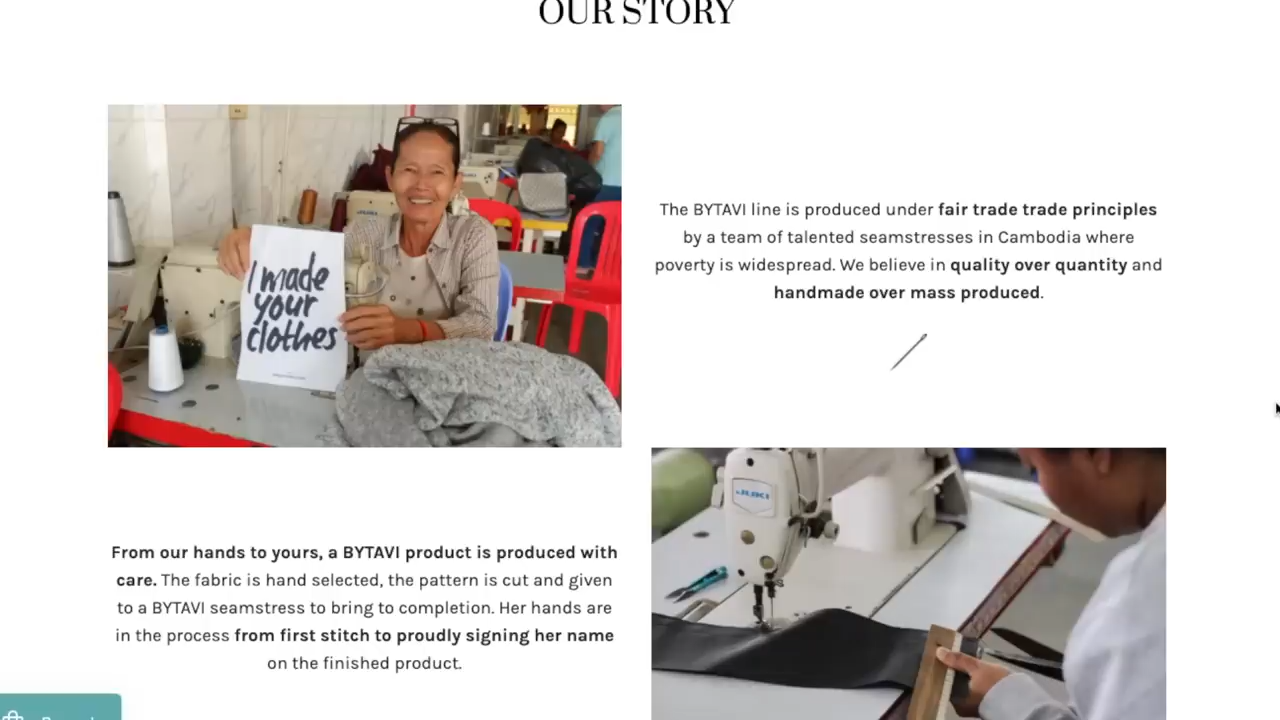 OUR STORY
I made
your
clothes
The BYTAVI line is produced under fair trade trade principles
by a team of talented seamstresses in Cambodia where
poverty is widespread. We believe in quality over quantity and
handmade over mass produced.
JUKI
From our hands to yours, a BYTAVI product is produced with
care. The fabric is hand selected, the pattern is cut and given
to a BYTAVI seamstress to bring to completion. Her hands are
in the process from first stitch to proudly signing her name
on the finished product.